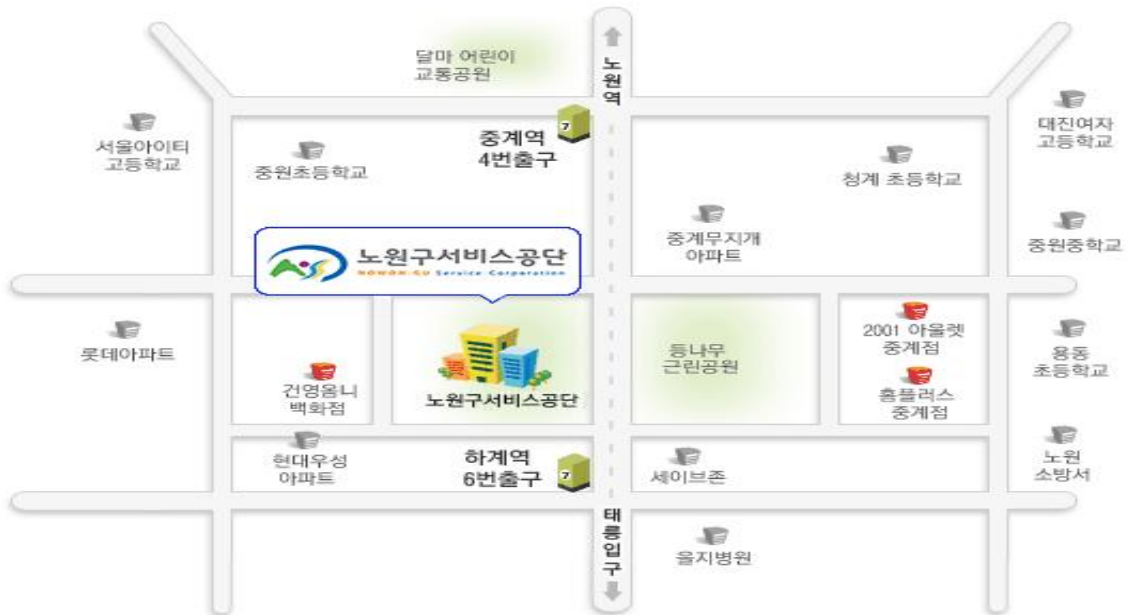 달마 어린이
교통공원
노원역
서울아이티
고등학교
중원초등학교
7
중계역
4번출구
청계 초등학교
대진여자
고등학교
중계무지개
아파트
중원중학교
노원구서비스공단
NOWON-GU Service Corporation
롯데아파트
건영옴니
백화점
노원구서비스공단
등나무
근린공원
2001 아울렛
중계점
홈플러스
중계점
용동
초등학교
현대우성
아파트
하계역
6번출구
7
세이브존
노원
소방서
태릉입구
을지병원